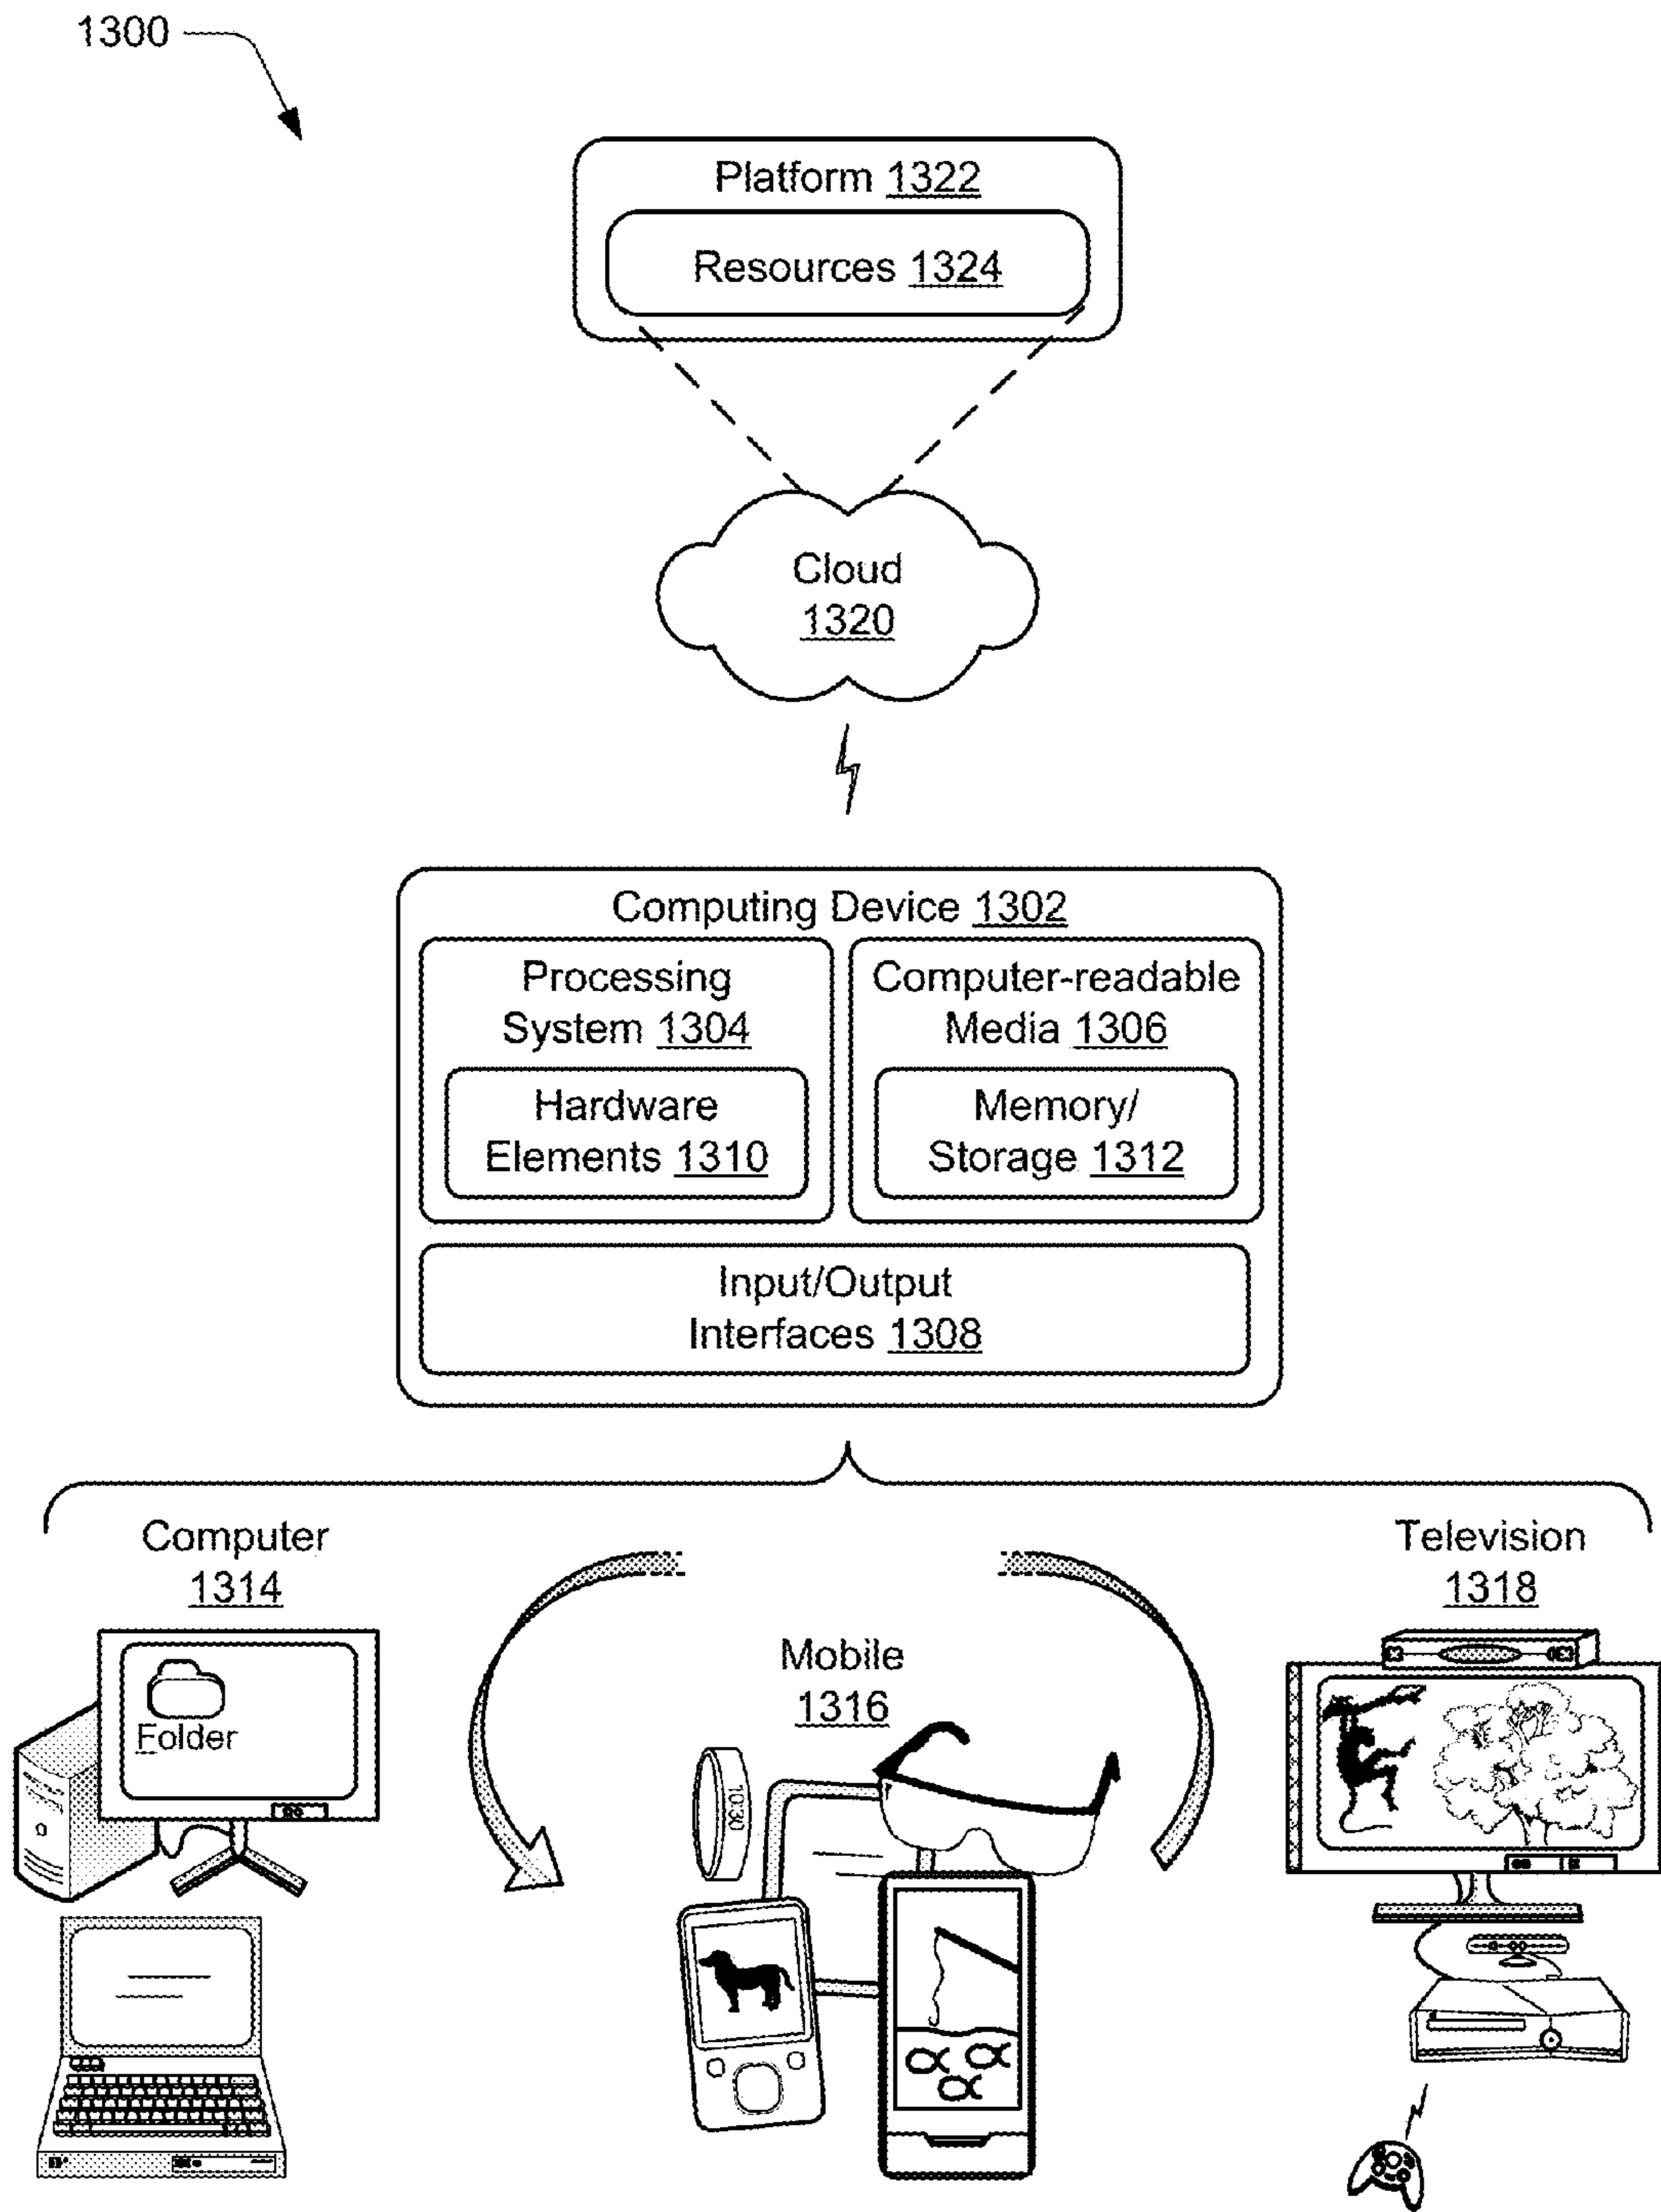 1300
Platform 1322
Resources 1324
Cloud
1320
Computing Device 1302
Processing
System 1304
Computer-readable
Media 1306
Hardware
Elements 1310
Memory/
Storage 1312
Input/Output
Interfaces 1308
Computer
1314
Television
1318
Mobile
1316
Folder
10:30